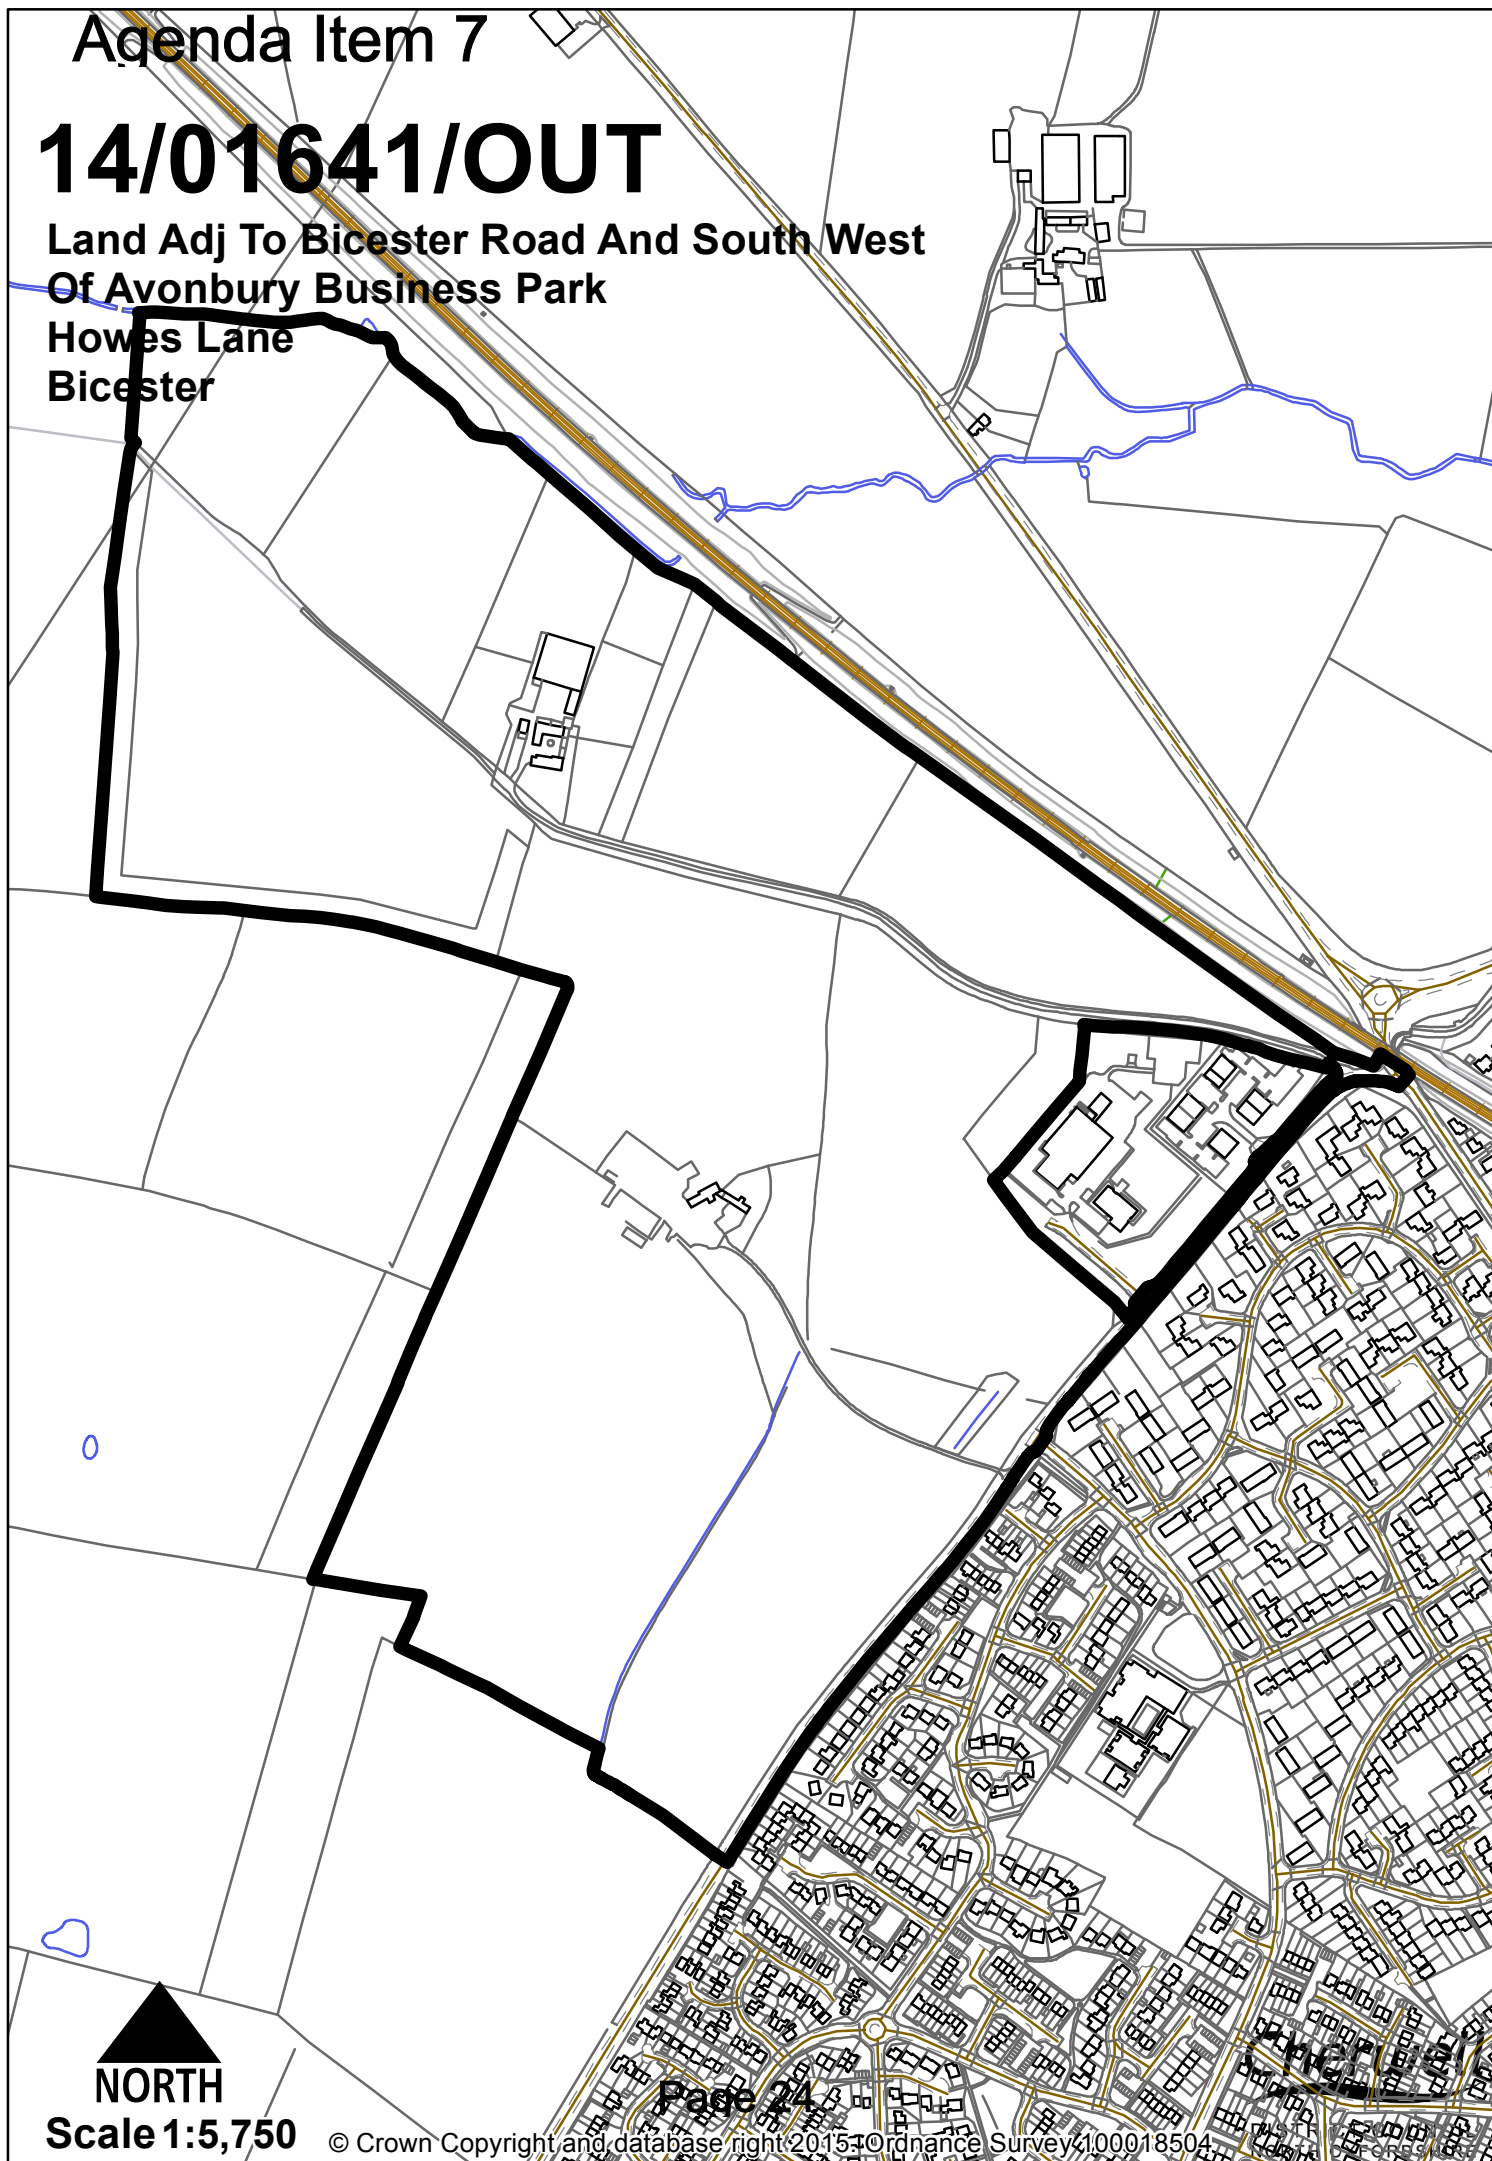 Agenda Item 7
14/01641/OUT
Land Adj To Bicester Road And South West
Of Avonbury Business Park
Howes Lane
Bicester
NORTH
Scale 1:5,750
Page 24
© Crown Copyright and database right 2015. Ordnance Survey 100018504